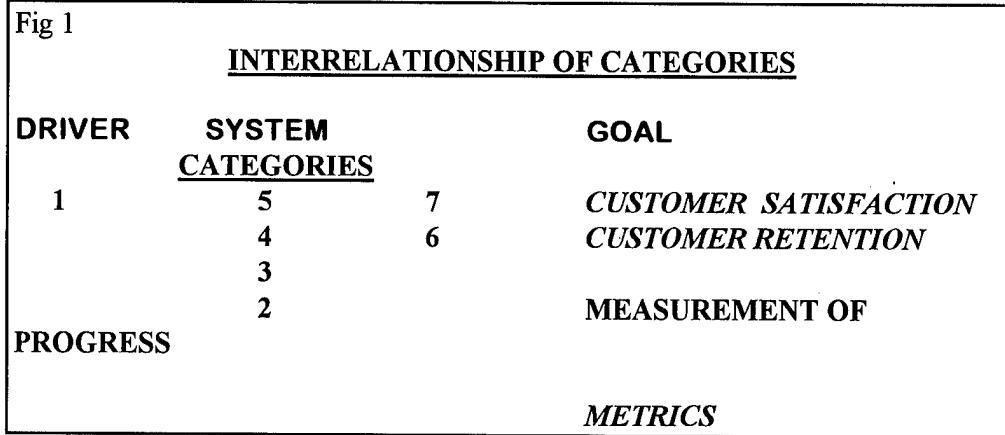 Fig 1
INTERRELATIONSHIP OF CATEGORIES
DRIVER SYSTEM GOAL
CATEGORIES
1 5 7 CUSTOMER SATISFACTION
4 6 CUSTOMER RETENTION
3
2 MEASUREMENT OF
PROGRESS
METRICS